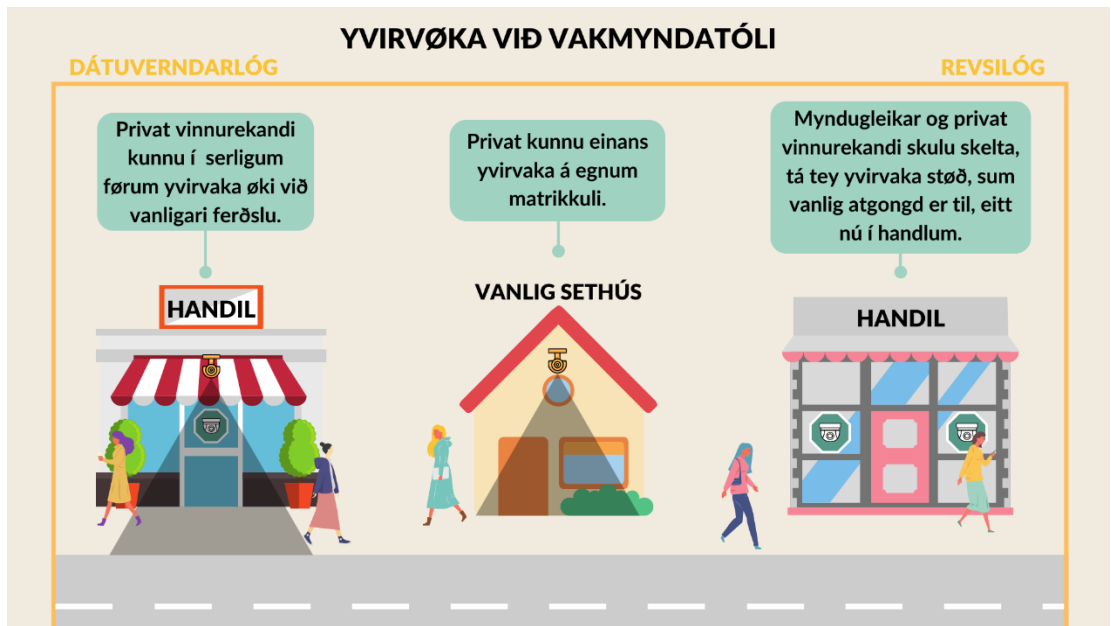 YVIRVØKA VIÐ VAKMYNDATÓLI
DÁTUVERNDARLÓG
REVSILÓG
Privat vinnurekandi
kunnu í serligum
førum yvirvaka øki við
vanligari ferðslu.
Privat kunnu einans
yvirvaka á egnum
matrikkuli.
Myndugleikar og privat
vinnurekandi skulu skelta,
tá tey yvirvaka støð, sum
vanlig atgongd er til, eitt
nú í handlum.
HANDIL
VANLIG SETHÚS
HANDIL